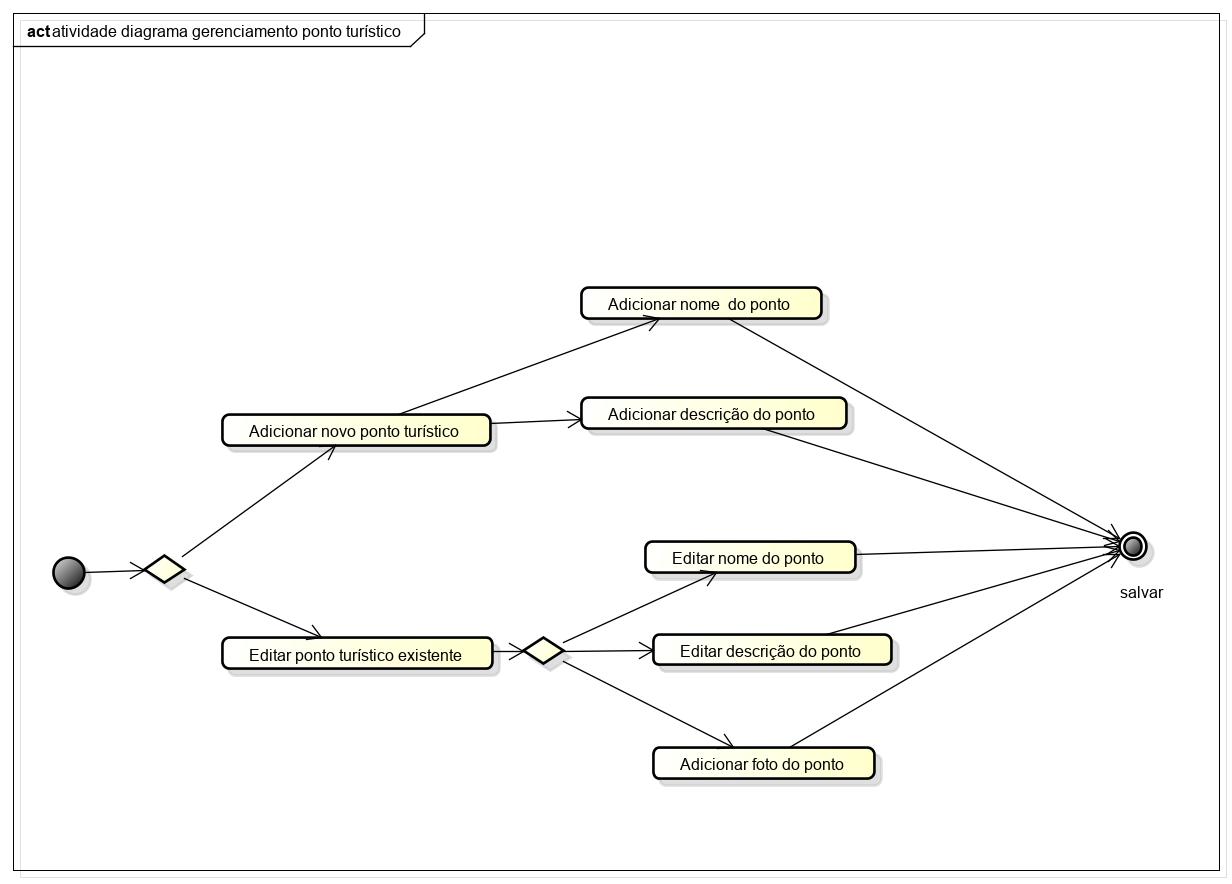 act atividade diagrama gerenciamento ponto turístico
Adicionar nome do ponto
Adicionar descrição do ponto
Adicionar novo ponto turístico
Editar nome do ponto
salvar
Editar ponto turístico existente
Editar descrição do ponto
Adicionar foto do ponto